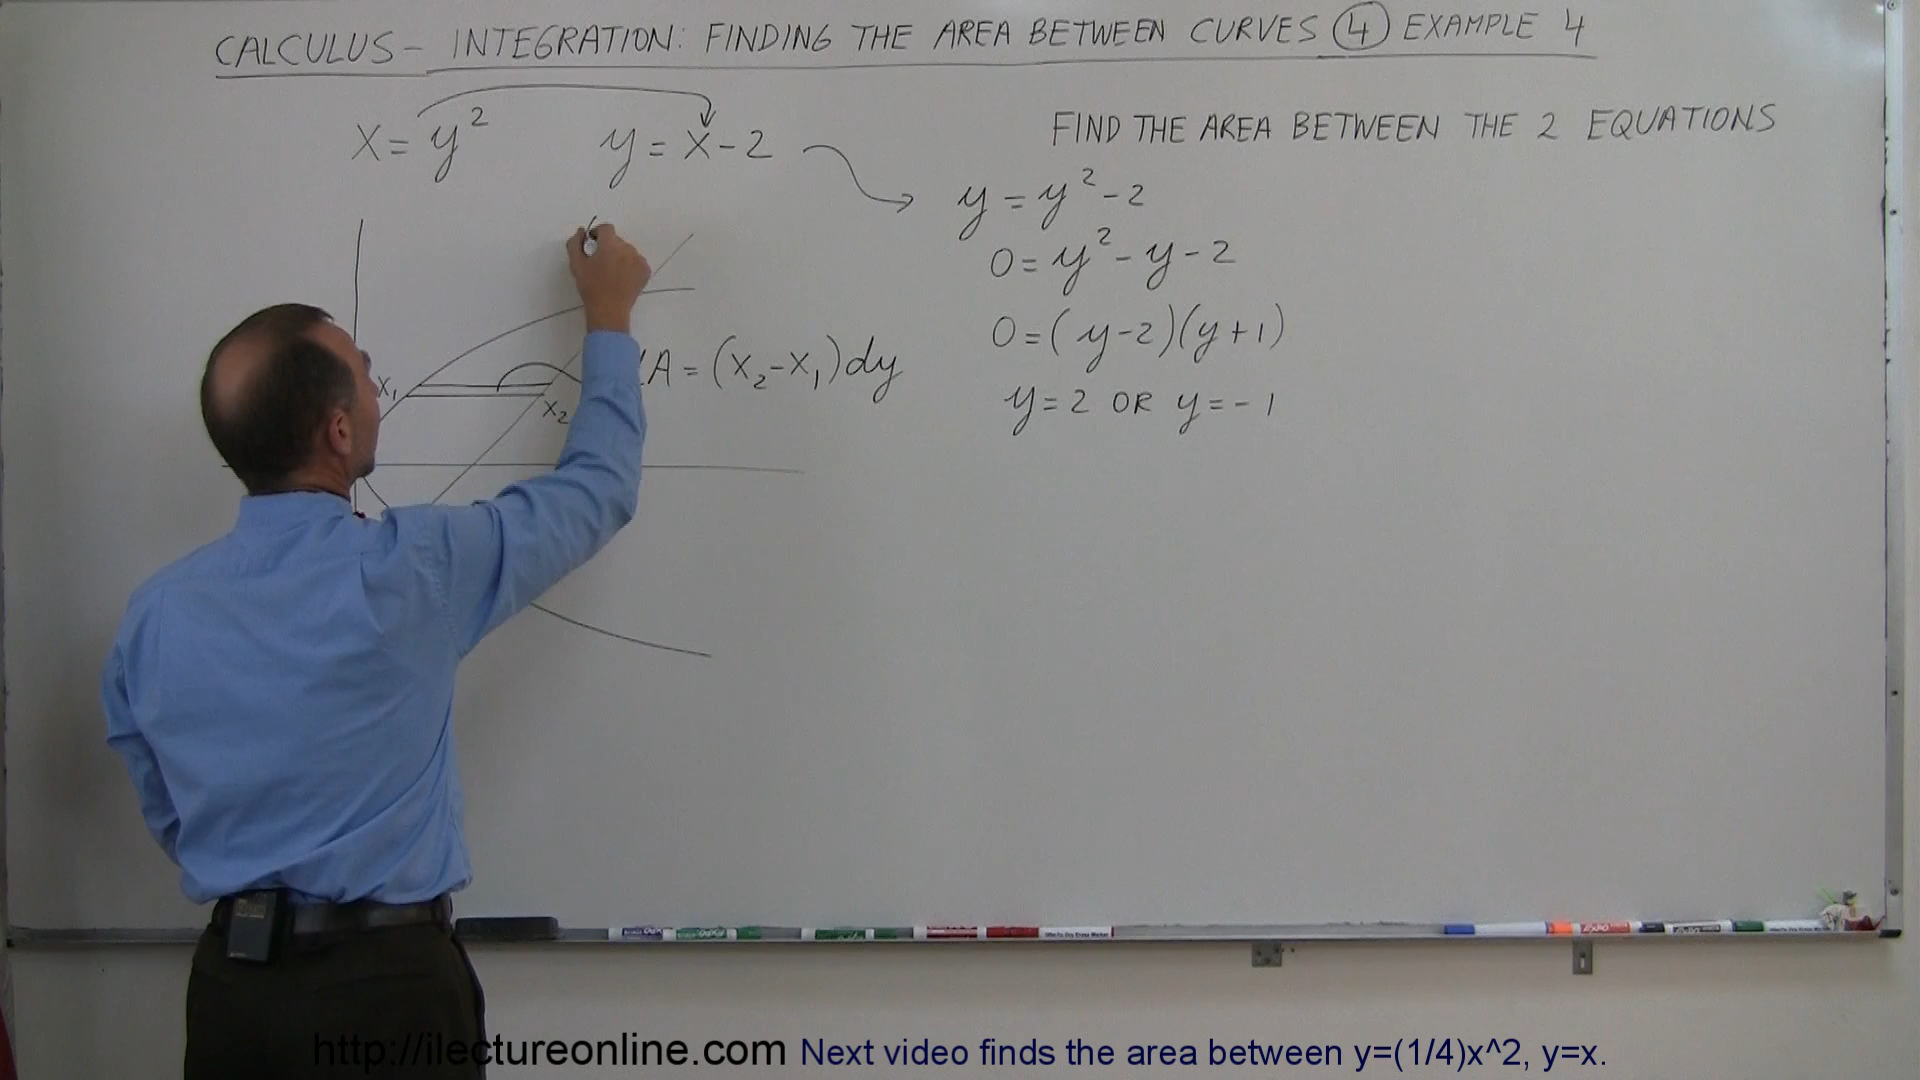 CALCULUS - INTEGRATION: FINDING THE AREA BETWEEN CURVES ④ EXAMPLE 4
x = y² y = x - 2
FIND THE AREA BETWEEN THE 2 EQUATIONS
y = y² - 2
0 = y² - y - 2
0 = (y-2)(y+1)
y = 2 OR y = -1
A = (x₂ - x₁)dy
x₁
x₂
http://ilectureonline.com Next video finds the area between y=(1/4)x^2, y=x.